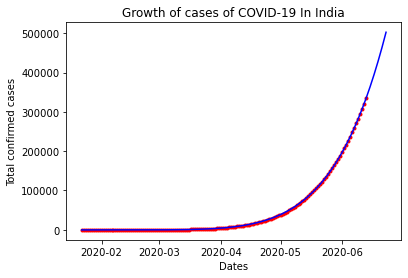 Growth of cases of COVID-19 In India
Total confirmed cases
500000
400000
300000
200000
100000
0
2020-02 2020-03 2020-04 2020-05 2020-06
Dates